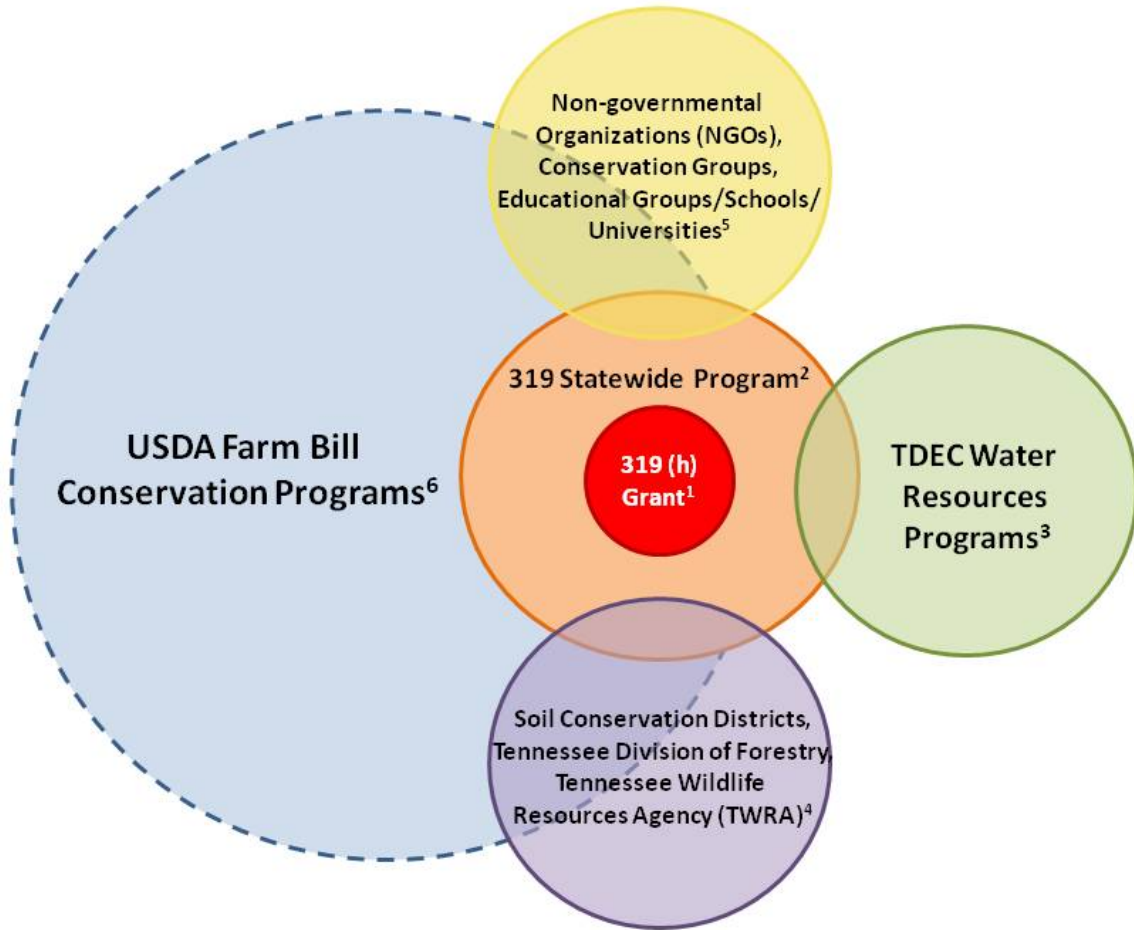 Non-governmental
Organizations (NGOs),
Conservation Groups,
Educational Groups/Schools/
Universities⁵
319 Statewide Program²
319 (h)
Grant¹
USDA Farm Bill
Conservation Programs⁶
TDEC Water
Resources
Programs³
Soil Conservation Districts,
Tennessee Division of Forestry,
Tennessee Wildlife
Resources Agency (TWRA)⁴